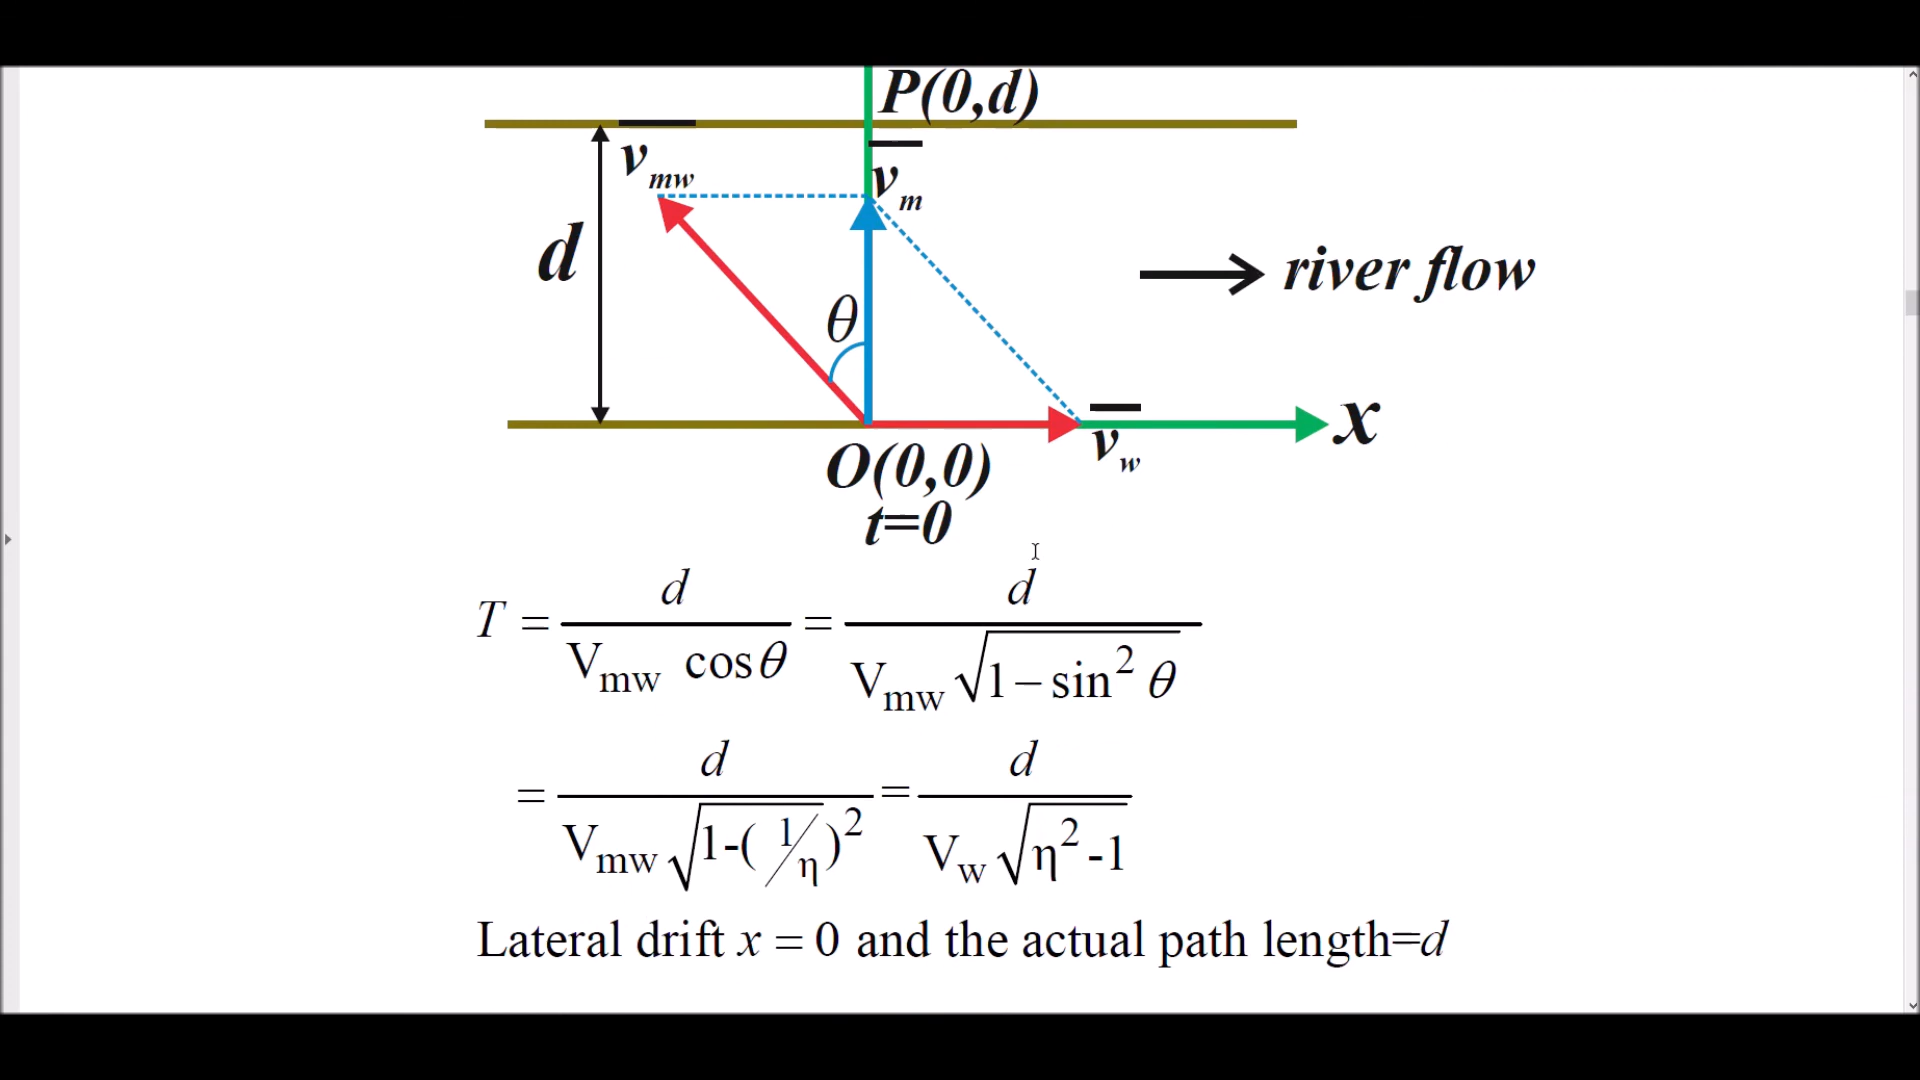 P(0,d)
v_mw
v_m
d
θ
river flow
x
v_w
O(0,0)
t=0
T = d / (V_mw cosθ) = d / (V_mw √(1 – sin² θ))
= d / (V_mw √(1-(1/η)²)) = d / (V_w √(η² -1))
Lateral drift x = 0 and the actual path length=d